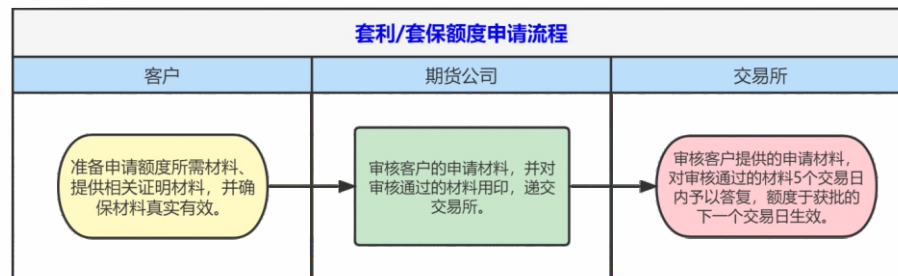 套利/套保额度申请流程
客户
期货公司
交易所
准备申请额度所需材料、
提供相关证明材料，并确
保材料真实有效。
审核客户的申请材料，并对
审核通过的材料用印，递交
交易所。
审核客户提供的申请材料，
对审核通过的材料5个交易日
内予以答复，额度于获批的
下一个交易日生效。